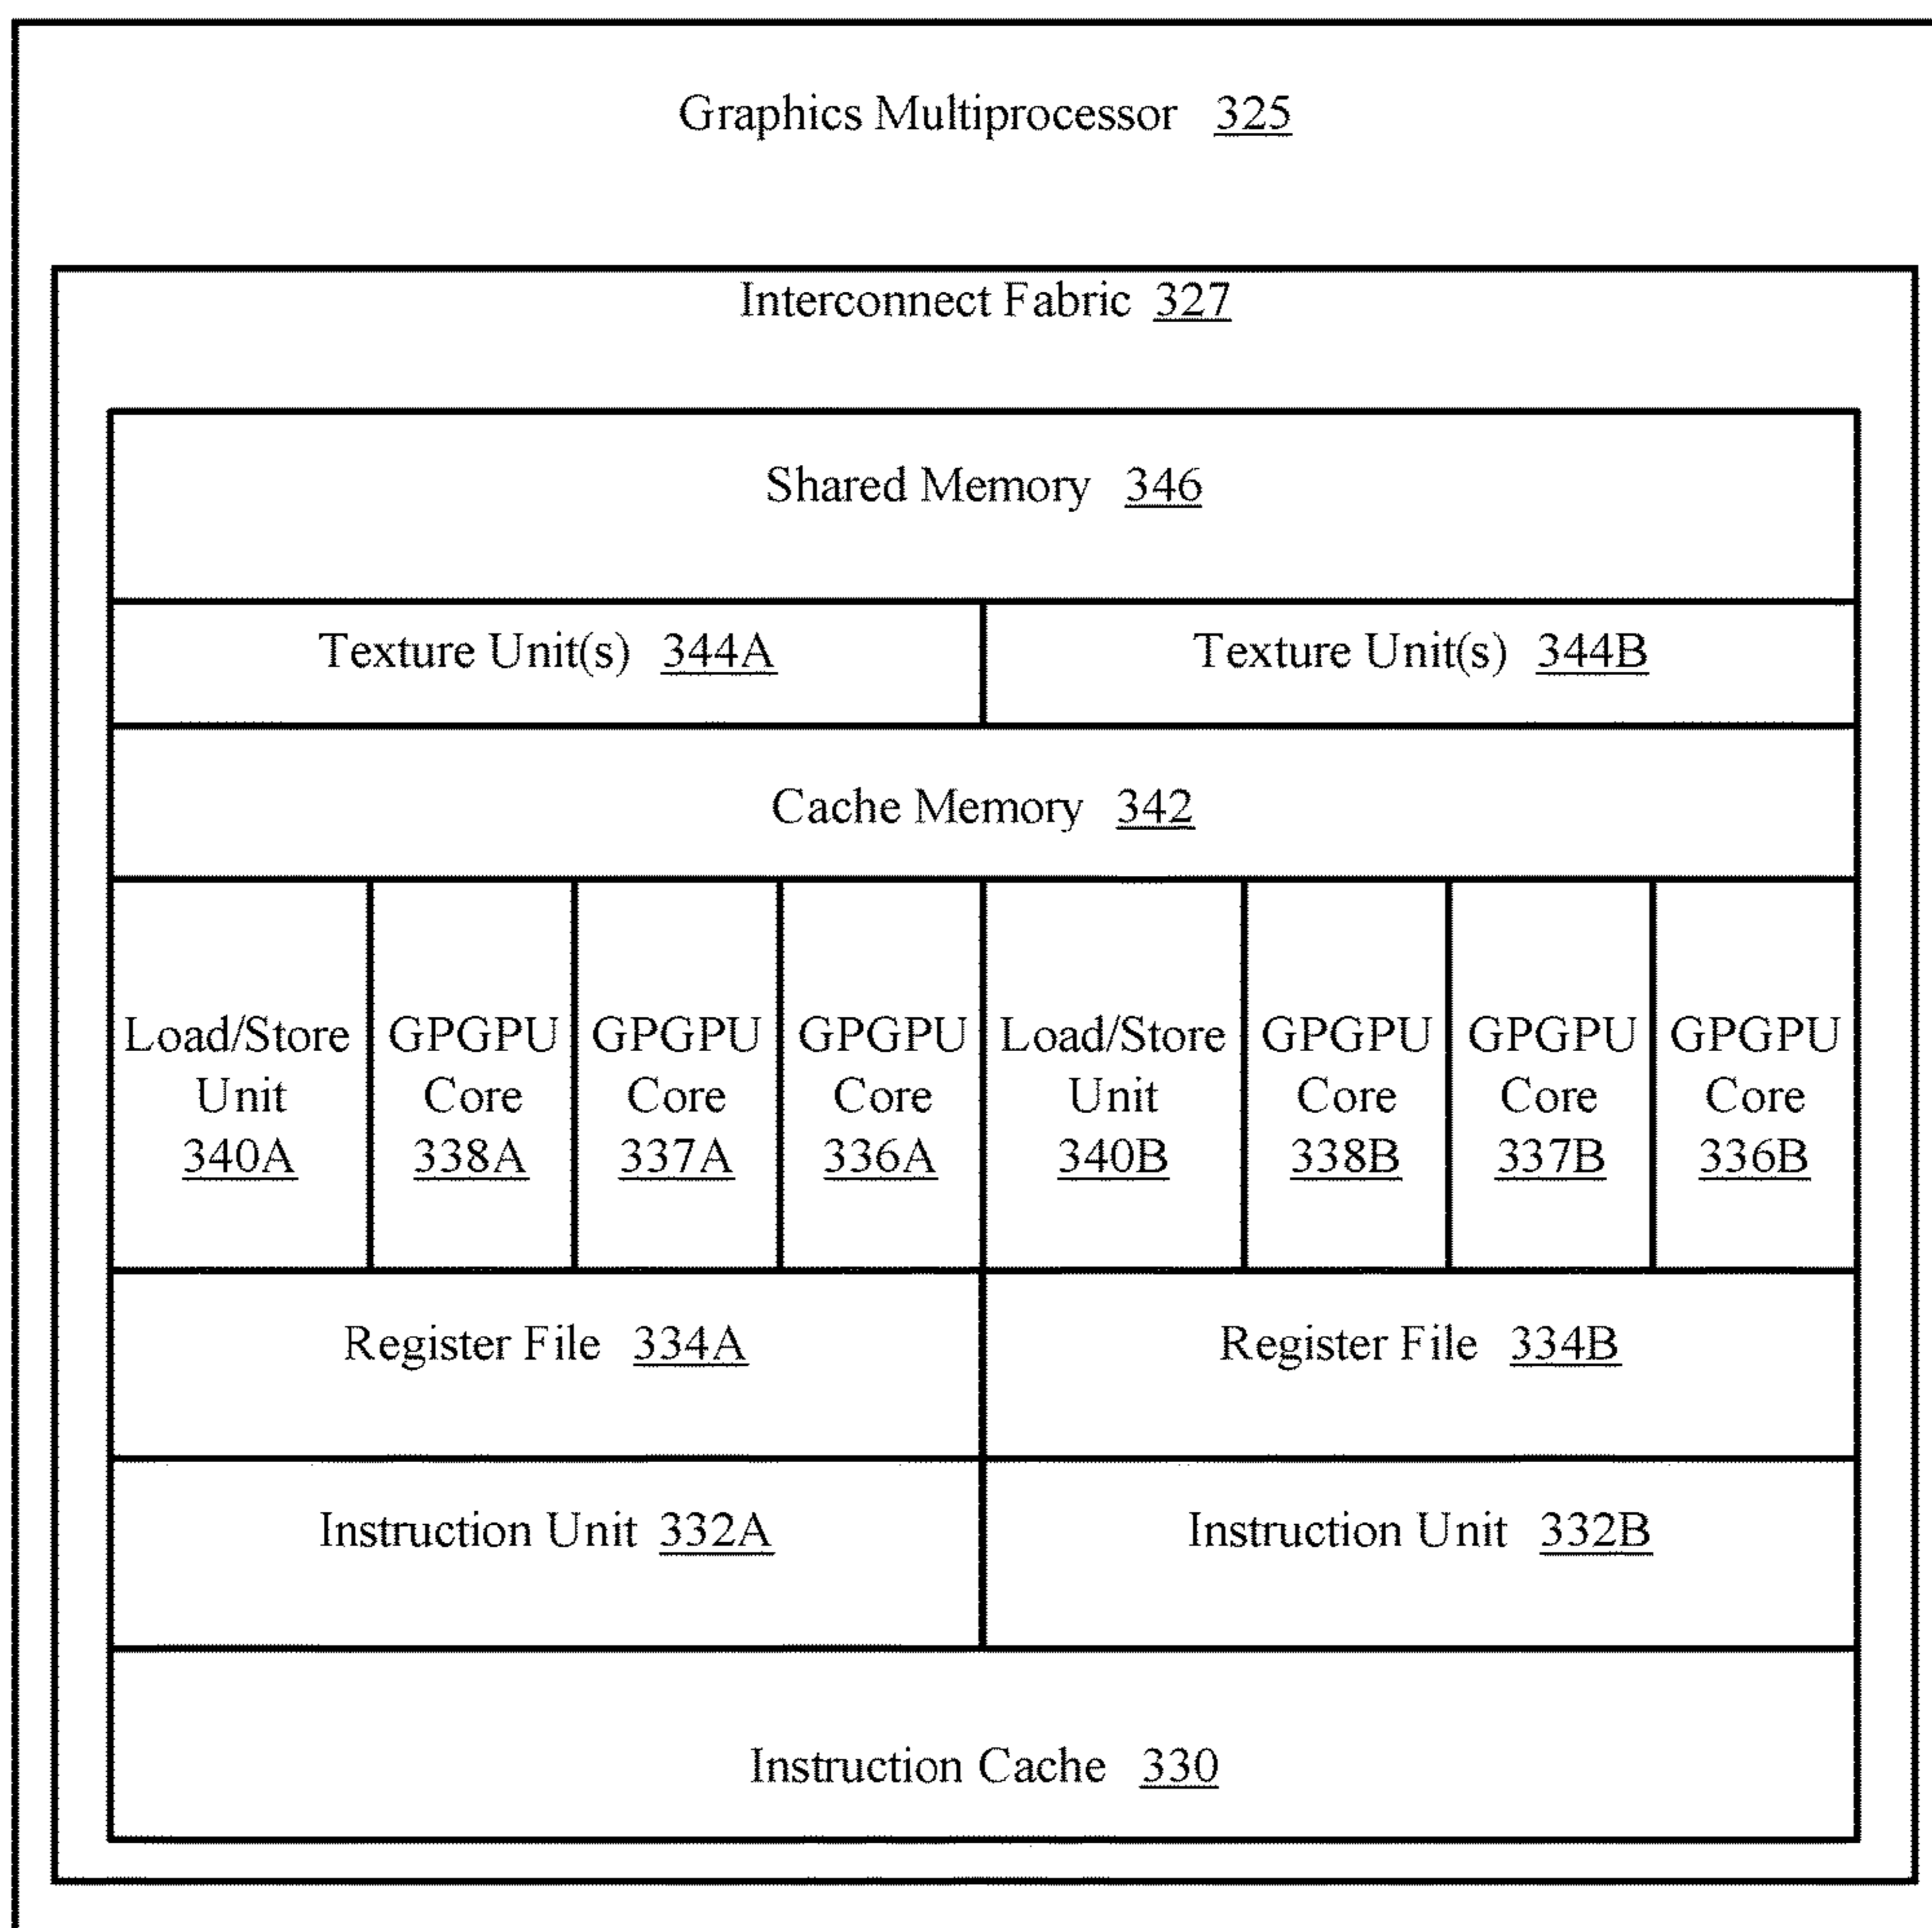 Graphics Multiprocessor 325
Interconnect Fabric 327
Shared Memory 346
Texture Unit(s) 344A
Texture Unit(s) 344B
Cache Memory 342
Load/Store
Unit
340A
GPGPU
Core
338A
GPGPU
Core
337A
GPGPU
Core
336A
Load/Store
Unit
340B
GPGPU
Core
338B
GPGPU
Core
337B
GPGPU
Core
336B
Register File 334A
Register File 334B
Instruction Unit 332A
Instruction Unit 332B
Instruction Cache 330